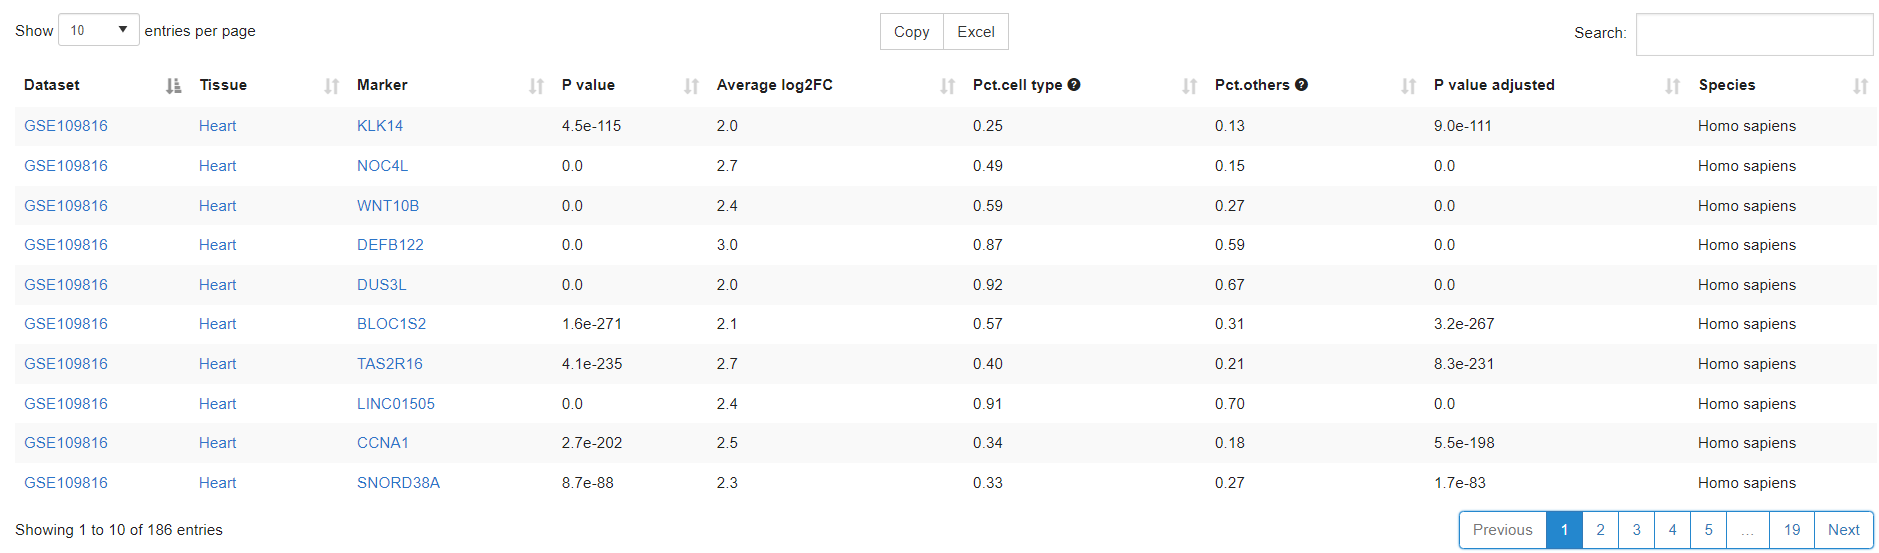 Show 10 entries per page Copy Excel Search:
Dataset Tissue Marker P value Average log2FC Pct.cell type ? Pct.others ? P value adjusted Species
GSE109816 Heart KLK14 4.5e-115 2.0 0.25 0.13 9.0e-111 Homo sapiens
GSE109816 Heart NOC4L 0.0 2.7 0.49 0.15 0.0 Homo sapiens
GSE109816 Heart WNT10B 0.0 2.4 0.59 0.27 0.0 Homo sapiens
GSE109816 Heart DEFB122 0.0 3.0 0.87 0.59 0.0 Homo sapiens
GSE109816 Heart DUS3L 0.0 2.0 0.92 0.67 0.0 Homo sapiens
GSE109816 Heart BLOC1S2 1.6e-271 2.1 0.57 0.31 3.2e-267 Homo sapiens
GSE109816 Heart TAS2R16 4.1e-235 2.7 0.40 0.21 8.3e-231 Homo sapiens
GSE109816 Heart LINC01505 0.0 2.4 0.91 0.70 0.0 Homo sapiens
GSE109816 Heart CCNA1 2.7e-202 2.5 0.34 0.18 5.5e-198 Homo sapiens
GSE109816 Heart SNORD38A 8.7e-88 2.3 0.33 0.27 1.7e-83 Homo sapiens
Showing 1 to 10 of 186 entries Previous 1 2 3 4 5 … 19 Next